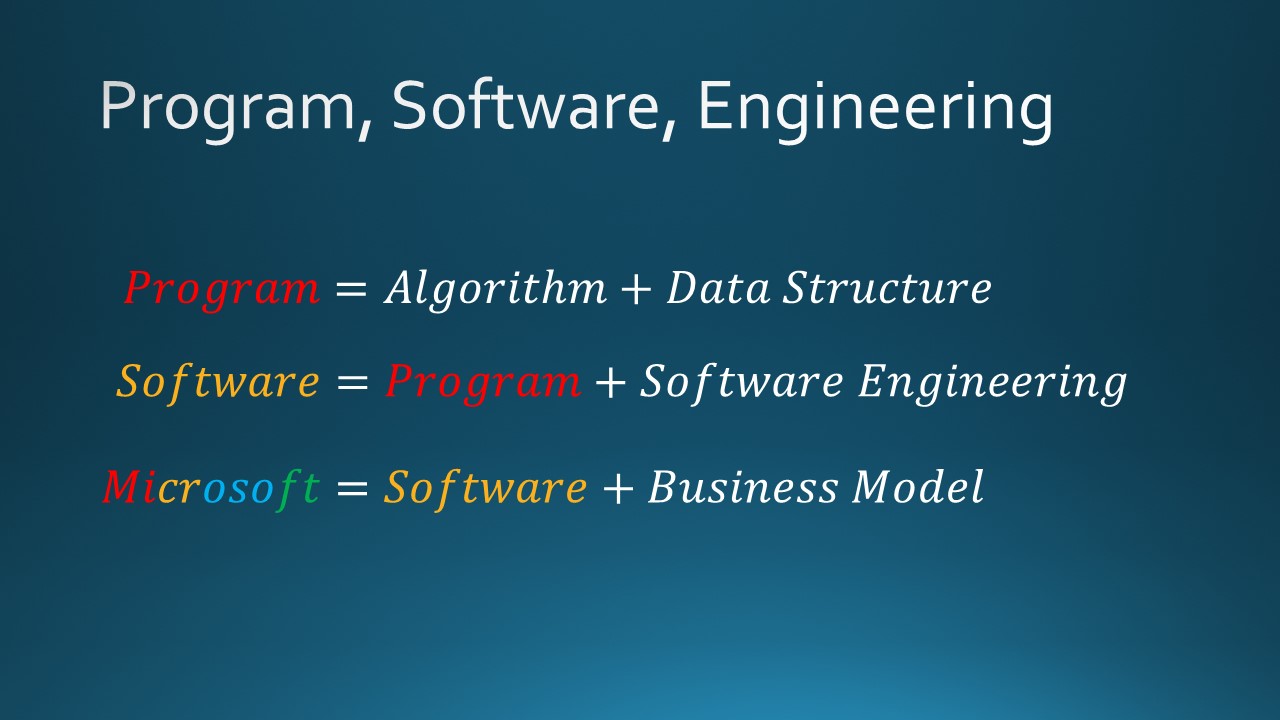 Program, Software, Engineering
Program = Algorithm + Data Structure
Software = Program + Software Engineering
Microsoft = Software + Business Model